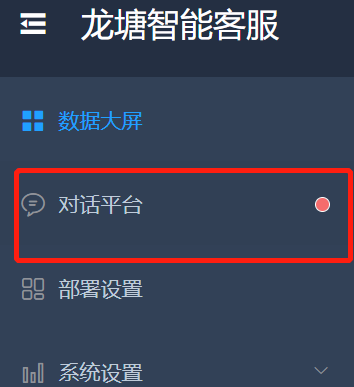 龙塘智能客服
数据大屏
对话平台
部署设置
系统设置